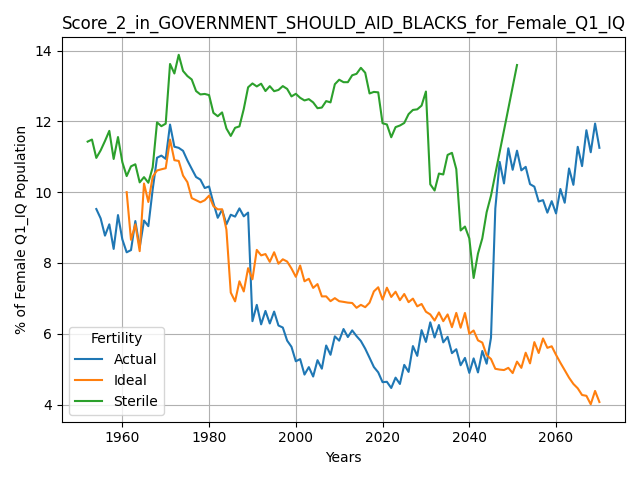 Score_2_in_GOVERNMENT_SHOULD_AID_BLACKS_for_Female_Q1_IQ
% of Female Q1_IQ Population
14
12
10
8
6
4
Fertility
Actual
Ideal
Sterile
1960 1980 2000 2020 2040 2060
Years